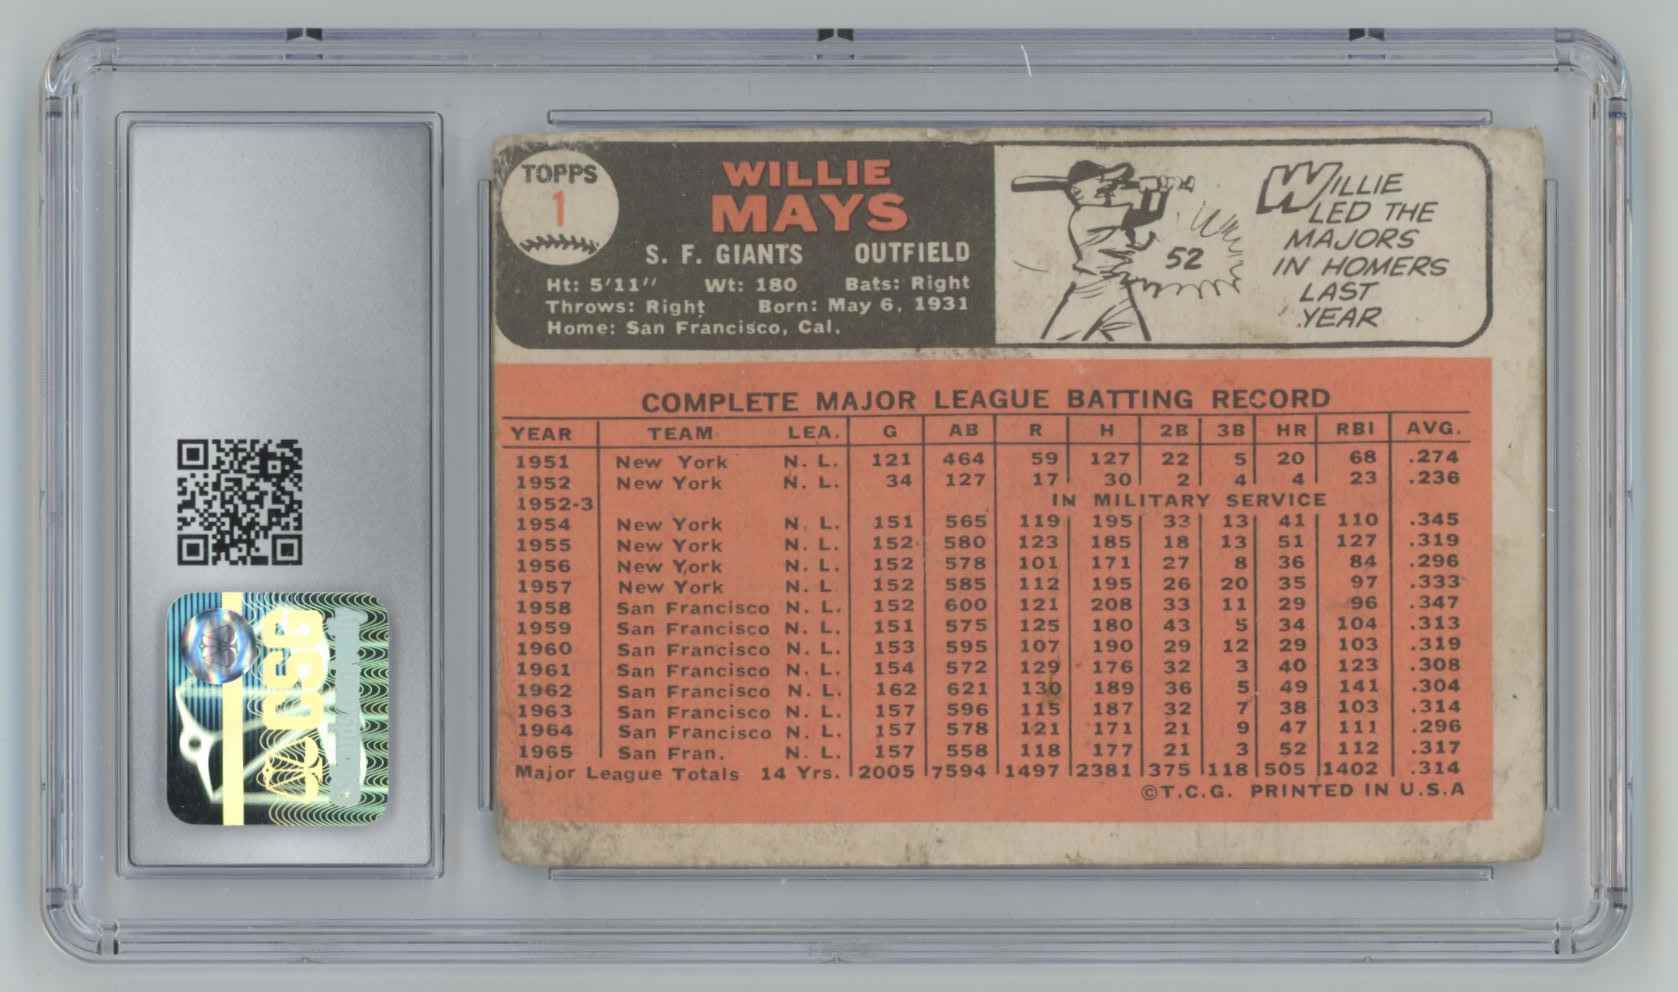 TOPPS
1
WILLIE
MAYS
S. F. GIANTS OUTFIELD
Ht: 5'11" Wt: 180 Bats: Right
Throws: Right Born: May 6, 1931
Home: San Francisco, Cal.
52
WILLIE
LED THE
MAJORS
IN HOMERS
LAST
YEAR
COMPLETE MAJOR LEAGUE BATTING RECORD
YEAR TEAM LEA. G AB R H 2B 3B HR RBI AVG.
1951 New York N. L. 121 464 59 127 22 5 20 68 .274
1952 New York N. L. 34 127 17 30 2 4 4 23 .236
1952-3 IN MILITARY SERVICE
1954 New York N. L. 151 565 119 195 33 13 41 110 .345
1955 New York N. L. 152 580 123 185 18 13 51 127 .319
1956 New York N. L. 152 578 101 171 27 8 36 84 .296
1957 New York N. L. 152 585 112 195 26 20 35 97 .333
1958 San Francisco N. L. 152 600 121 208 33 11 29 96 .347
1959 San Francisco N. L. 151 575 125 180 43 5 34 104 .313
1960 San Francisco N. L. 153 595 107 190 29 12 29 103 .319
1961 San Francisco N. L. 154 572 129 176 32 3 40 123 .308
1962 San Francisco N. L. 162 621 130 189 36 5 49 141 .304
1963 San Francisco N. L. 157 596 115 187 32 7 38 103 .314
1964 San Francisco N. L. 157 578 121 171 21 9 47 111 .296
1965 San Fran. N. L. 157 558 118 177 21 3 52 112 .317
Major League Totals 14 Yrs. 2005 7594 1497 2381 375 118 505 1402 .314
©T.C.G. PRINTED IN U.S.A